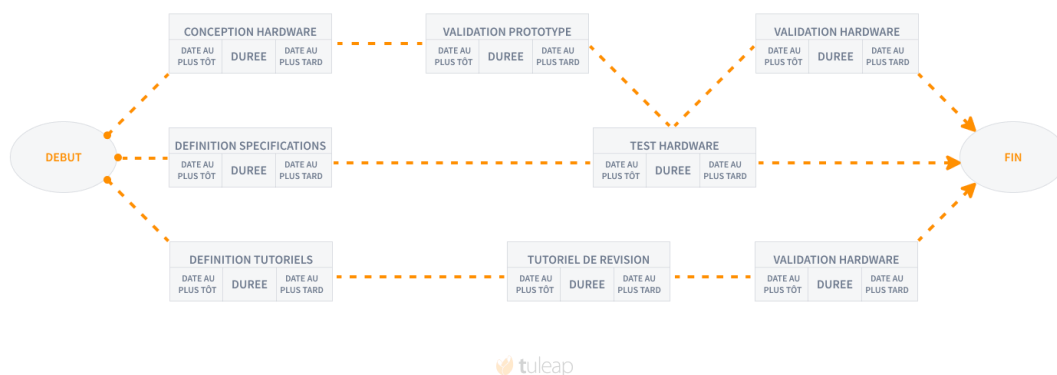 CONCEPTION HARDWARE
DATE AU
PLUS TÔT
DUREE
DATE AU
PLUS TARD
VALIDATION PROTOTYPE
DATE AU
PLUS TÔT
DUREE
DATE AU
PLUS TARD
VALIDATION HARDWARE
DATE AU
PLUS TÔT
DUREE
DATE AU
PLUS TARD
DEBUT
DEFINITION SPECIFICATIONS
DATE AU
PLUS TÔT
DUREE
DATE AU
PLUS TARD
TEST HARDWARE
DATE AU
PLUS TÔT
DUREE
DATE AU
PLUS TARD
FIN
DEFINITION TUTORIELS
DATE AU
PLUS TÔT
DUREE
DATE AU
PLUS TARD
TUTORIEL DE REVISION
DATE AU
PLUS TÔT
DUREE
DATE AU
PLUS TARD
VALIDATION HARDWARE
DATE AU
PLUS TÔT
DUREE
DATE AU
PLUS TARD
tuleap